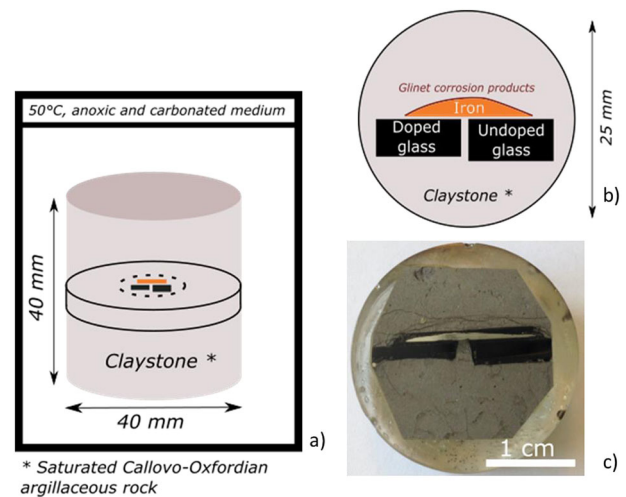 50°C, anoxic and carbonated medium
40 mm
Claystone *
40 mm
a)
* Saturated Callovo-Oxfordian
argillaceous rock
Glinet corrosion products
Iron
Doped
glass
Undoped
glass
Claystone *
25 mm
b)
1 cm
c)